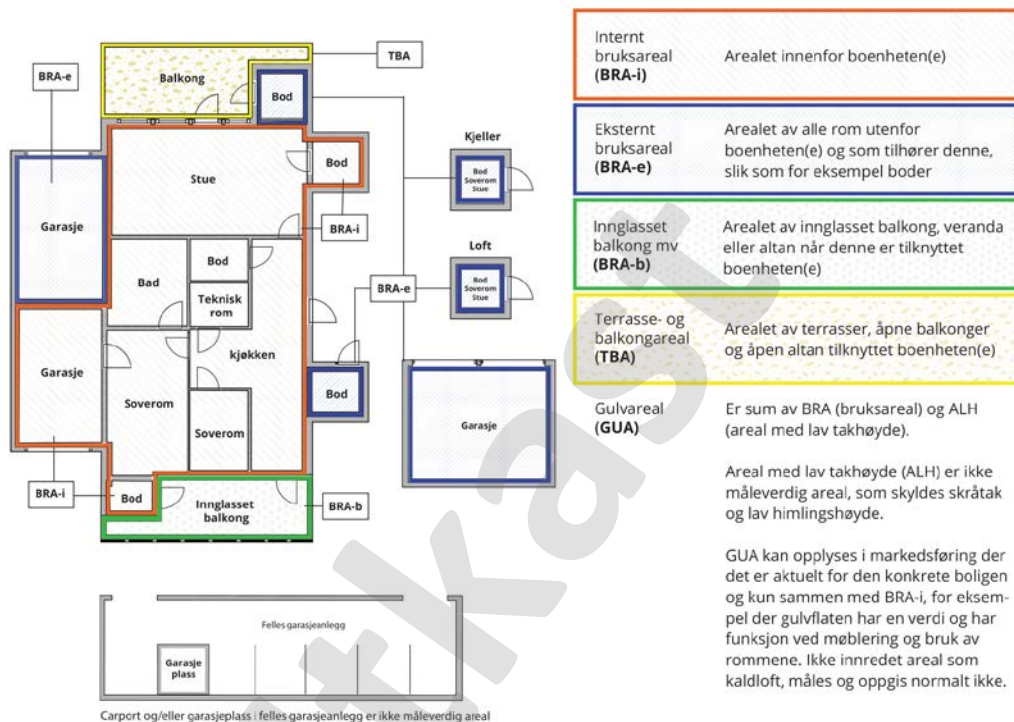 TBA
BRA-e
Balkong
Bod
Stue
Bod
Garasje
BRA-i
Bad
Bod
Teknisk
rom
kjøkken
Garasje
Soverom
Soverom
Bod
BRA-i
Bod
Innglasset
balkong
BRA-b
Kjeller
Bod
Soverom
Stue
Loft
BRA-e
Bod
Soverom
Stue
Garasje
Felles garasjeanlegg
Garasje
plass
Carport og/eller garasjeplass i felles garasjeanlegg er ikke måleverdig areal
Internt
bruksareal
(BRA-i)
Arealet innenfor boenheten(e)
Eksternt
bruksareal
(BRA-e)
Arealet av alle rom utenfor
boenheten(e) og som tilhører denne,
slik som for eksempel boder
Innglasset
balkong mv
(BRA-b)
Arealet av innglasset balkong, veranda
eller altan når denne er tilknyttet
boenheten(e)
Terrasse- og
balkongareal
(TBA)
Arealet av terrasser, åpne balkonger
og åpen altan tilknyttet boenheten(e)
Gulvareal
(GUA)
Er sum av BRA (bruksareal) og ALH
(areal med lav takhøyde).
Areal med lav takhøyde (ALH) er ikke
måleverdig areal, som skyldes skråtak
og lav himlingshøyde.
GUA kan opplyses i markedsføring der
det er aktuelt for den konkrete boligen
og kun sammen med BRA-i, for eksem-
pel der gulvflaten har en verdi og har
funksjon ved møblering og bruk av
rommene. Ikke innredet areal som
kaldloft, måles og oppgis normalt ikke.